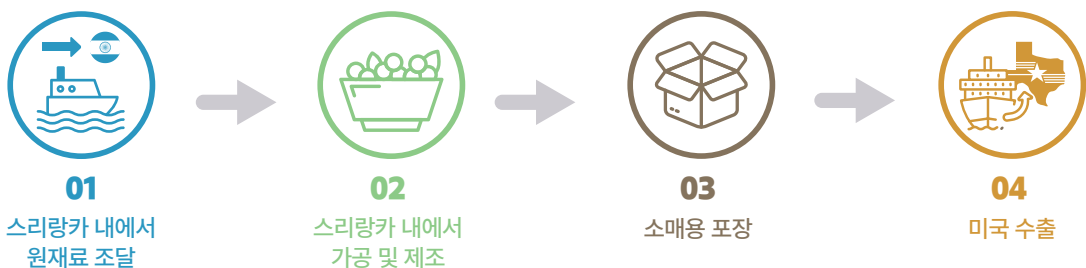 01
스리랑카 내에서
원재료 조달
02
스리랑카 내에서
가공 및 제조
03
소매용 포장
04
미국 수출